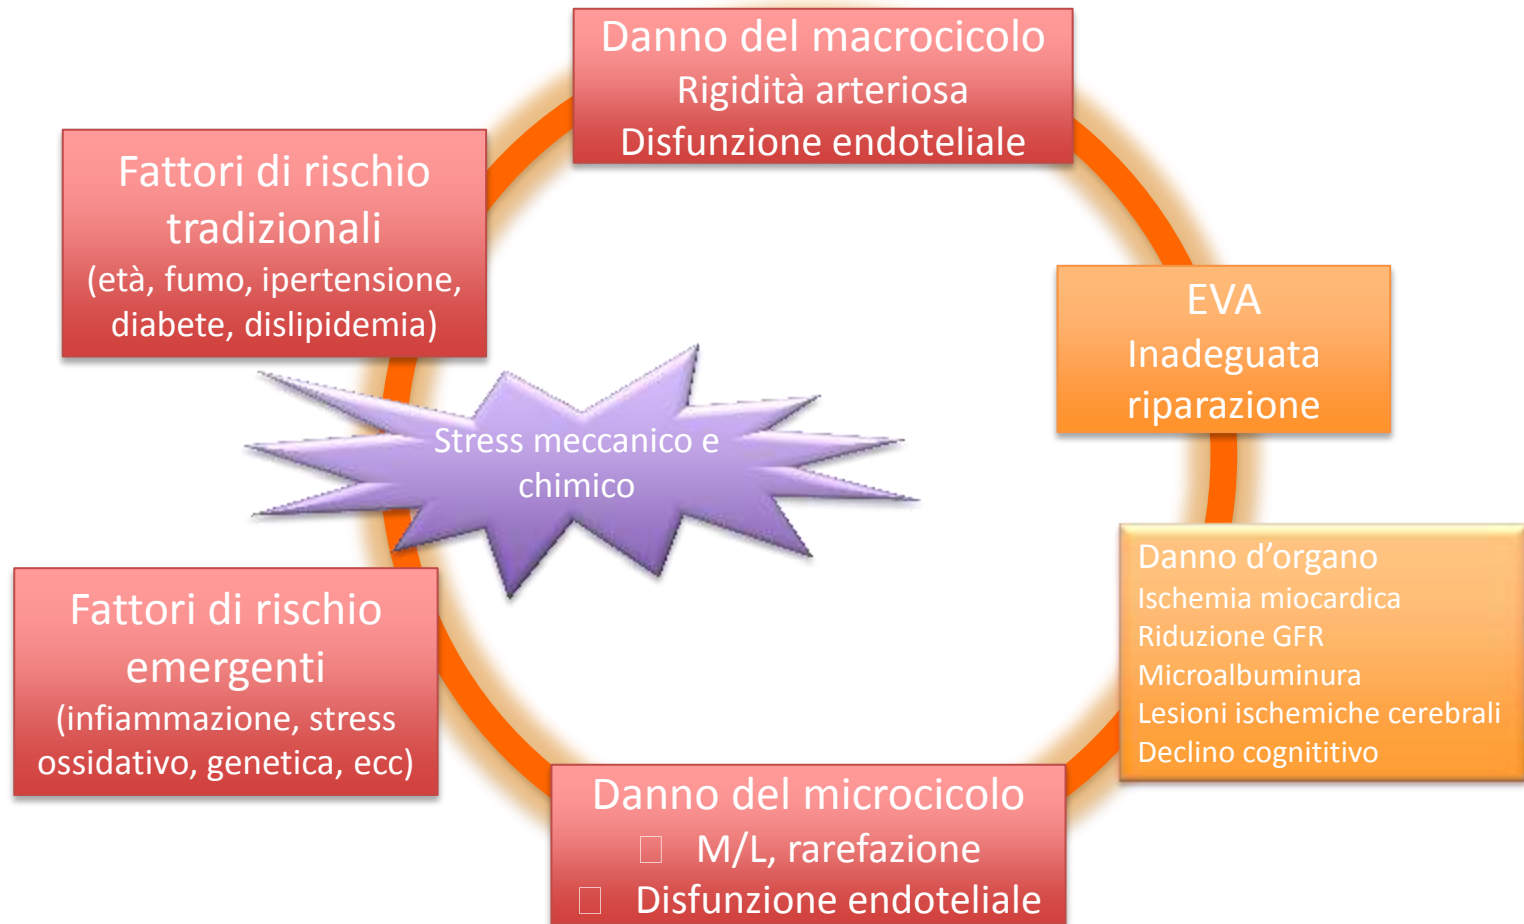 Danno del macrocicolo
Rigidità arteriosa
Disfunzione endoteliale
Fattori di rischio
tradizionali
(età, fumo, ipertensione,
diabete, dislipidemia)
EVA
Inadeguata
riparazione
Stress meccanico e
chimico
Danno d’organo
Ischemia miocardica
Riduzione GFR
Microalbuminura
Lesioni ischemiche cerebrali
Declino cognititivo
Fattori di rischio
emergenti
(infiammazione, stress
ossidativo, genetica, ecc)
Danno del microcicolo
M/L, rarefazione
Disfunzione endoteliale